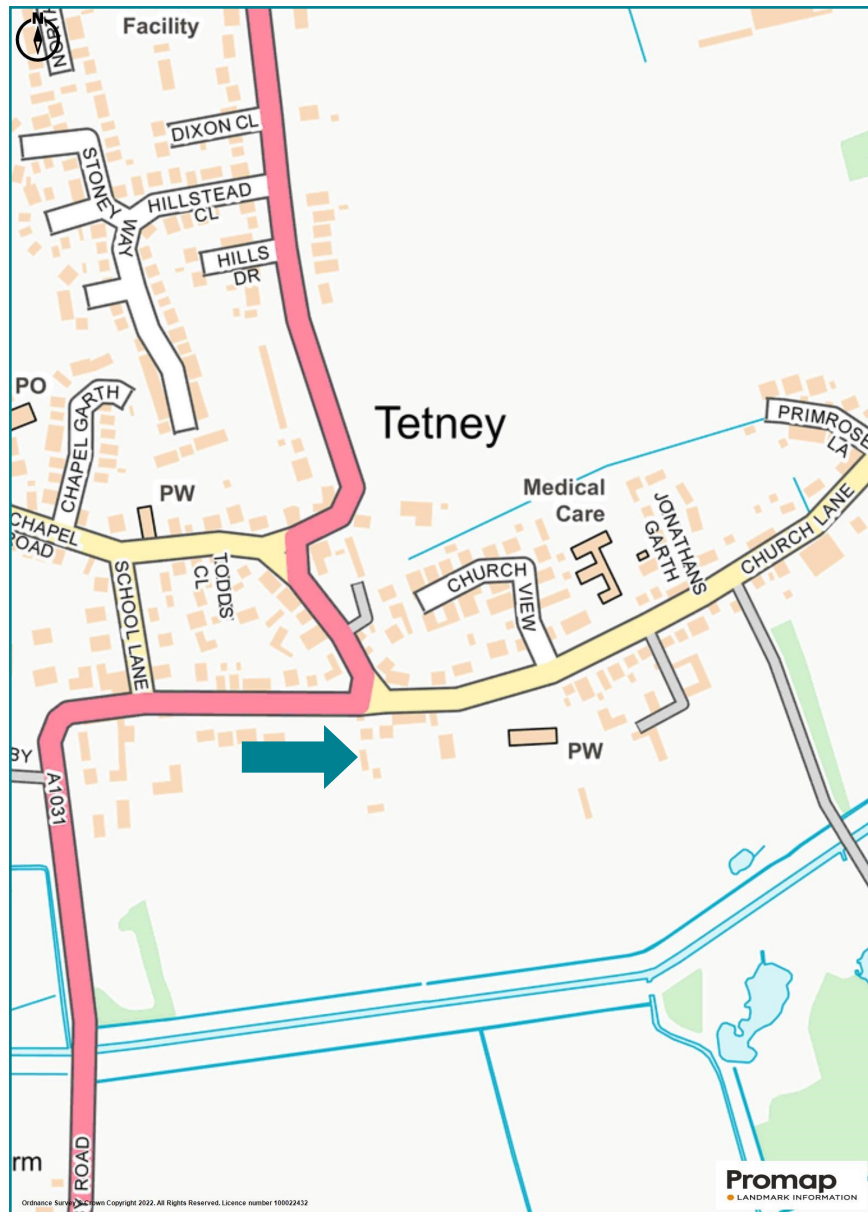 N
Facility
NORTH
DIXON CL
STONEY
WAY
HILLSTEAD
CL
HILLS
DR
PO
CHAPEL GARTH
Tetney
PRIMROSE
LA
PW
Medical
Care
JONATHANS
GARTH
CHURCH LANE
CHAPEL
ROAD
TODDS'
CL
CHURCH VIEW
SCHOOL LANE
PW
BY
A1031
rm
Y ROAD
Ordnance Survey © Crown Copyright 2022. All Rights Reserved. Licence number 100022432
Promap
LANDMARK INFORMATION